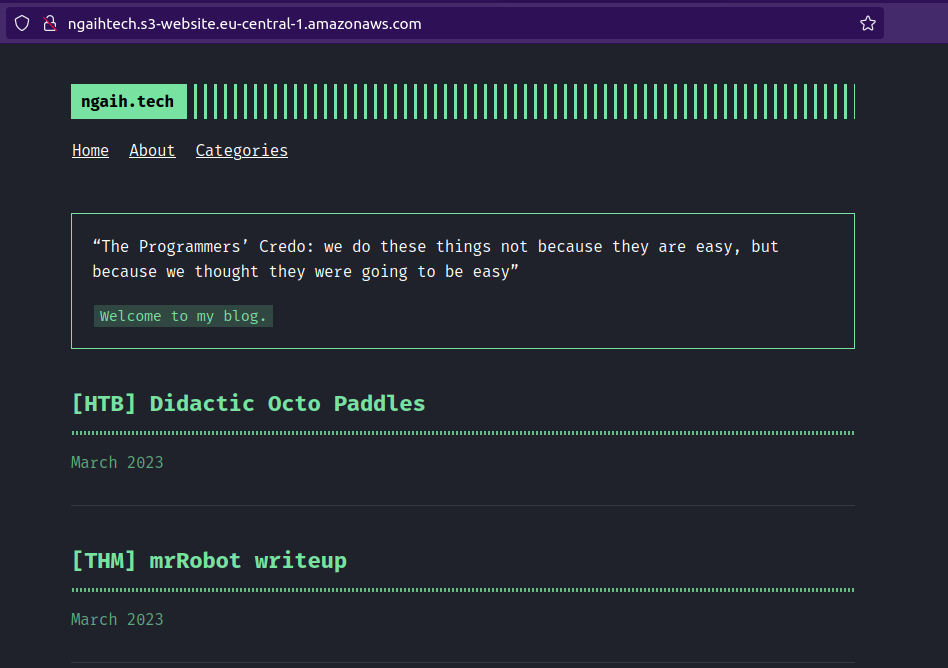 ngaihtech.s3-website.eu-central-1.amazonaws.com
ngaih.tech
Home About Categories
“The Programmers’ Credo: we do these things not because they are easy, but
because we thought they were going to be easy”
Welcome to my blog.
[HTB] Didactic Octo Paddles
March 2023
[THM] mrRobot writeup
March 2023